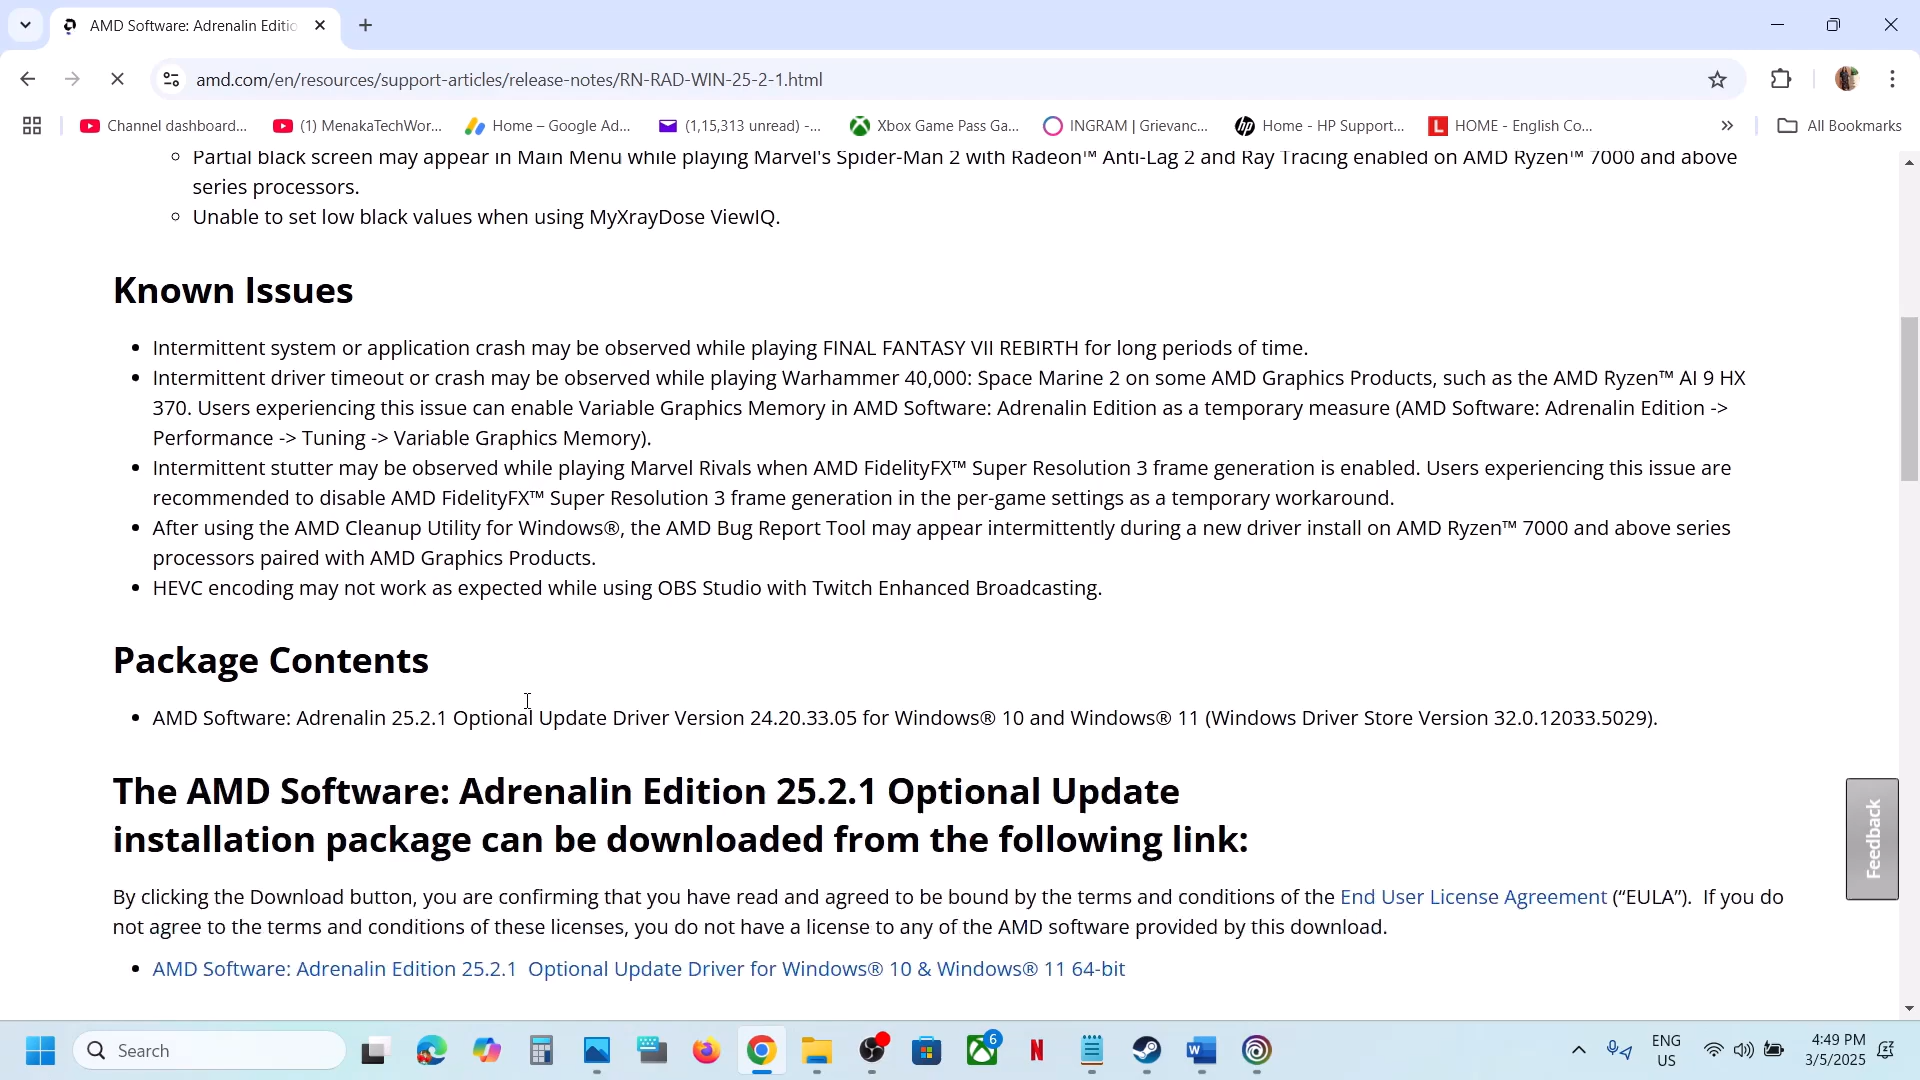 AMD Software: Adrenalin Editio
amd.com/en/resources/support-articles/release-notes/RN-RAD-WIN-25-2-1.html
Channel dashboard...
(1) MenakaTechWor...
Home – Google Ad...
(1,15,313 unread) -...
Xbox Game Pass Ga...
INGRAM | Grievanc...
Home - HP Support...
HOME - English Co...
All Bookmarks
Partial black screen may appear in Main Menu while playing Marvel's Spider-Man 2 with Radeon™ Anti-Lag 2 and Ray Tracing enabled on AMD Ryzen™ 7000 and above
series processors.
Unable to set low black values when using MyXrayDose ViewIQ.
Known Issues
Intermittent system or application crash may be observed while playing FINAL FANTASY VII REBIRTH for long periods of time.
Intermittent driver timeout or crash may be observed while playing Warhammer 40,000: Space Marine 2 on some AMD Graphics Products, such as the AMD Ryzen™ AI 9 HX
370. Users experiencing this issue can enable Variable Graphics Memory in AMD Software: Adrenalin Edition as a temporary measure (AMD Software: Adrenalin Edition ->
Performance -> Tuning -> Variable Graphics Memory).
Intermittent stutter may be observed while playing Marvel Rivals when AMD FidelityFX™ Super Resolution 3 frame generation is enabled. Users experiencing this issue are
recommended to disable AMD FidelityFX™ Super Resolution 3 frame generation in the per-game settings as a temporary workaround.
After using the AMD Cleanup Utility for Windows®, the AMD Bug Report Tool may appear intermittently during a new driver install on AMD Ryzen™ 7000 and above series
processors paired with AMD Graphics Products.
HEVC encoding may not work as expected while using OBS Studio with Twitch Enhanced Broadcasting.
Package Contents
AMD Software: Adrenalin 25.2.1 Optional Update Driver Version 24.20.33.05 for Windows® 10 and Windows® 11 (Windows Driver Store Version 32.0.12033.5029).
The AMD Software: Adrenalin Edition 25.2.1 Optional Update
installation package can be downloaded from the following link:
Feedback
By clicking the Download button, you are confirming that you have read and agreed to be bound by the terms and conditions of the End User License Agreement (“EULA”). If you do
not agree to the terms and conditions of these licenses, you do not have a license to any of the AMD software provided by this download.
AMD Software: Adrenalin Edition 25.2.1 Optional Update Driver for Windows® 10 & Windows® 11 64-bit
Search
6
ENG
US
4:49 PM
3/5/2025